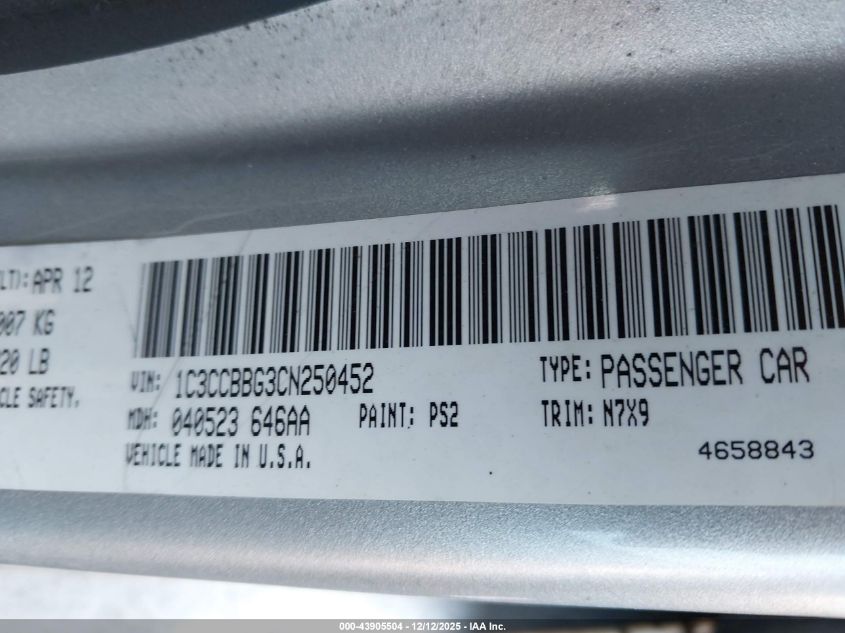 LT): APR 12
007 KG
20 LB
CLE SAFETY.
VIN: 1C3CCBBG3CN250452
TYPE: PASSENGER CAR
MDH: 040523 646AA
PAINT: PS2
TRIM: N7X9
VEHICLE MADE IN U.S.A.
4658843
000-43905504 - 12/12/2025 - IAA Inc.